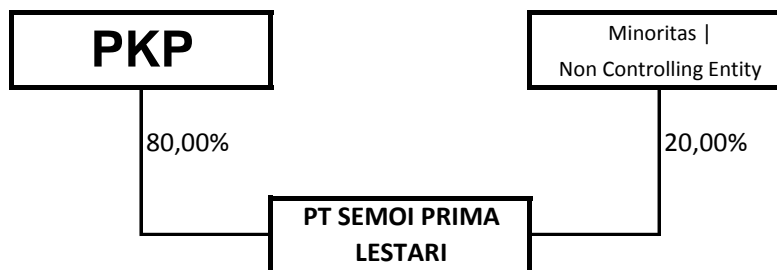 PKP
Minoritas |
Non Controlling Entity
80,00%
20,00%
PT SEMOI PRIMA
LESTARI